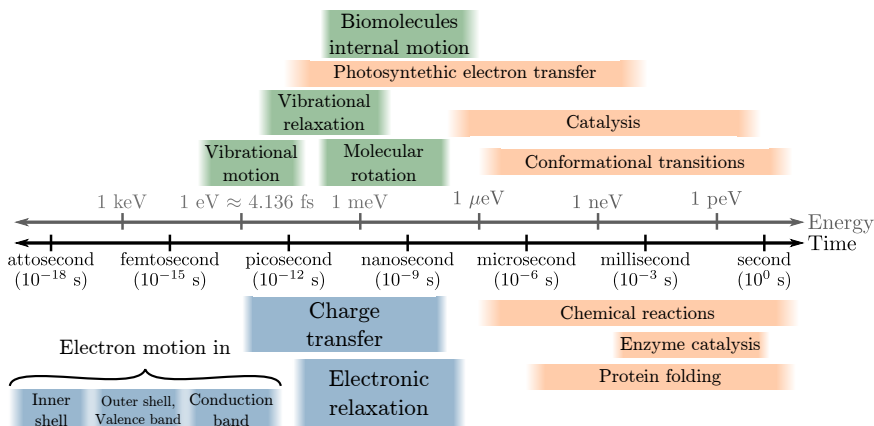 Biomolecules
internal motion
Photosyntethic electron transfer
Vibrational
relaxation
Catalysis
Vibrational
motion
Molecular
rotation
Conformational transitions
1 keV
1 eV ≈ 4.136 fs
1 meV
1 μeV
1 neV
1 peV
Energy
Time
attosecond
(10⁻¹⁸ s)
femtosecond
(10⁻¹⁵ s)
picosecond
(10⁻¹² s)
nanosecond
(10⁻⁹ s)
microsecond
(10⁻⁶ s)
millisecond
(10⁻³ s)
second
(10⁰ s)
Charge
transfer
Chemical reactions
Enzyme catalysis
Protein folding
Electronic
relaxation
Electron motion in
Inner
shell
Outer shell,
Valence band
Conduction
band